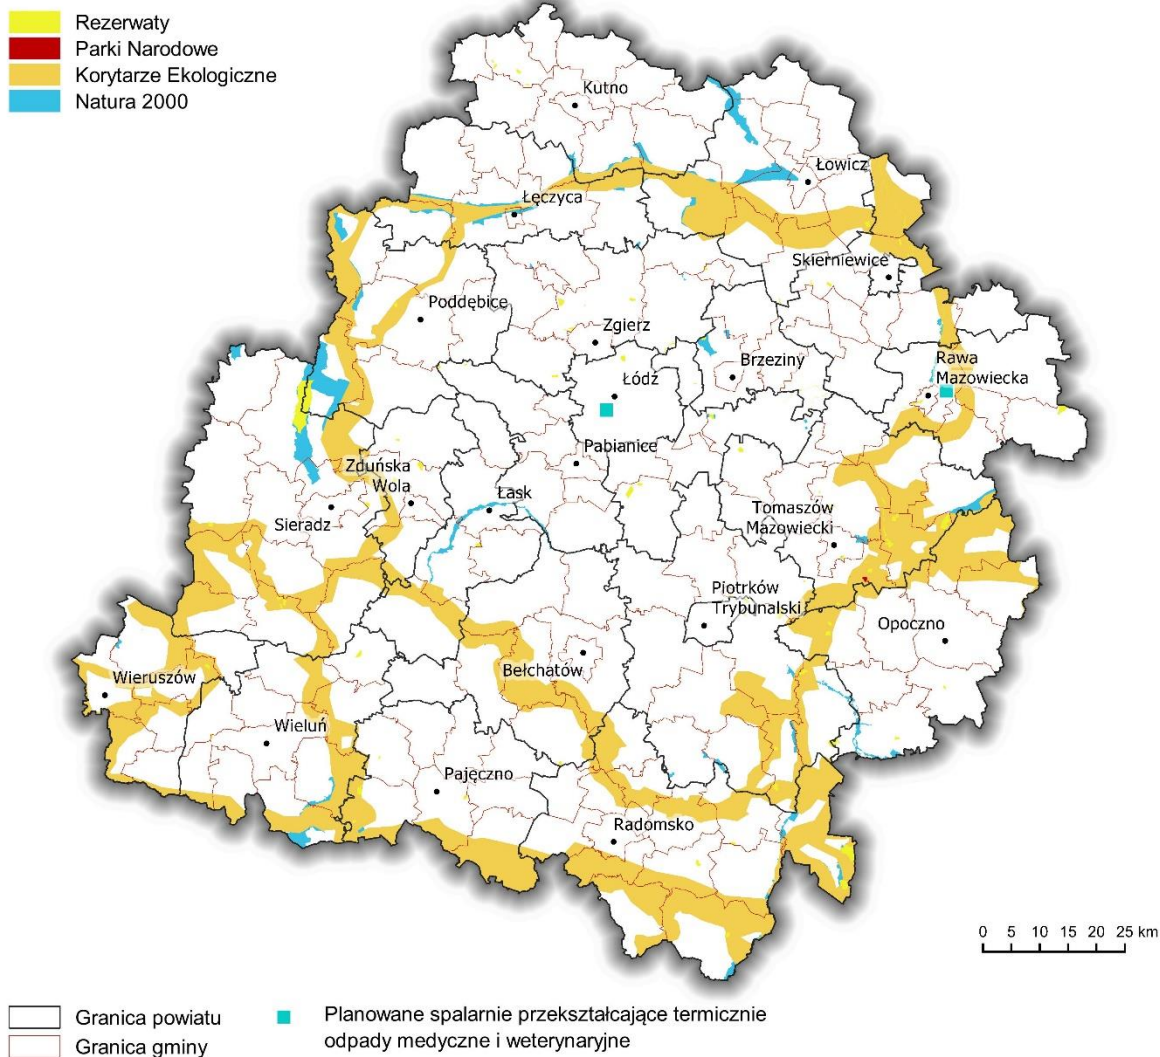 Rezerwaty
Parki Narodowe
Korytarze Ekologiczne
Natura 2000
Kutno
Łowicz
Łęczyca
Skierniewice
Poddębice
Zgierz
Brzeziny
Rawa
Mazowiecka
Łódź
Pabianice
Zduńska
Wola
Łask
Sieradz
Tomaszów
Mazowiecki
Piotrków
Trybunalski
Opoczno
Bełchatów
Wieruszów
Wieluń
Pajęczno
Radomsko
0 5 10 15 20 25 km
Granica powiatu
Granica gminy
Planowane spalarnie przekształcające termicznie
odpady medyczne i weterynaryjne